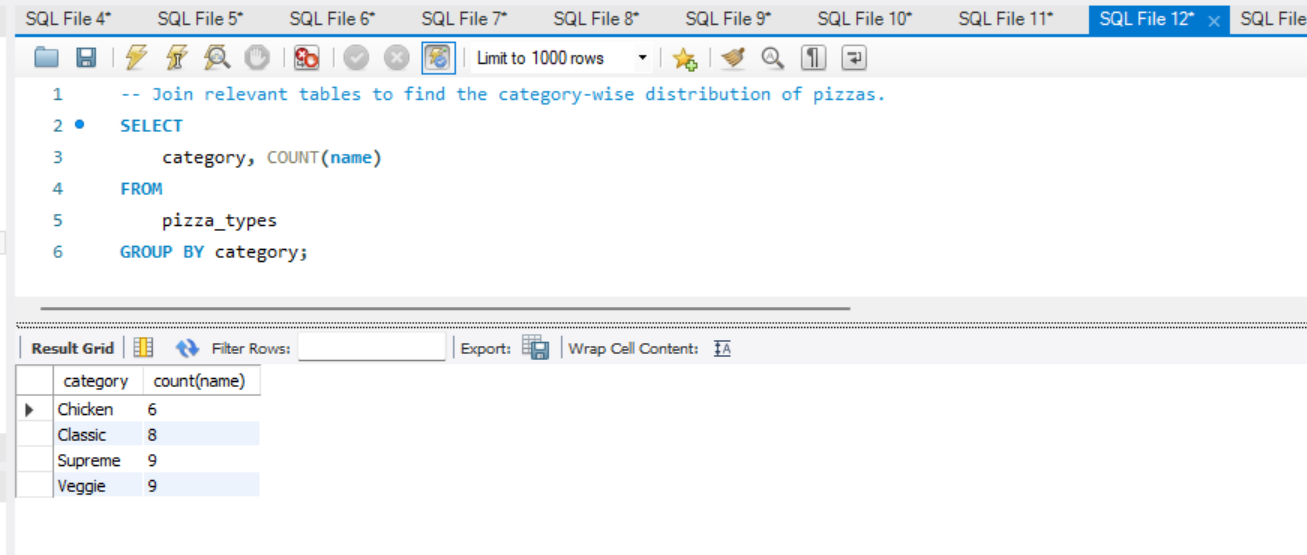 SQL File 4* SQL File 5* SQL File 6* SQL File 7* SQL File 8* SQL File 9* SQL File 10* SQL File 11* SQL File 12* × SQL File
Limit to 1000 rows
1 -- Join relevant tables to find the category-wise distribution of pizzas.
2 SELECT
3 category, COUNT(name)
4 FROM
5 pizza_types
6 GROUP BY category;
Result Grid Filter Rows: Export: Wrap Cell Content:
category count(name)
Chicken 6
Classic 8
Supreme 9
Veggie 9